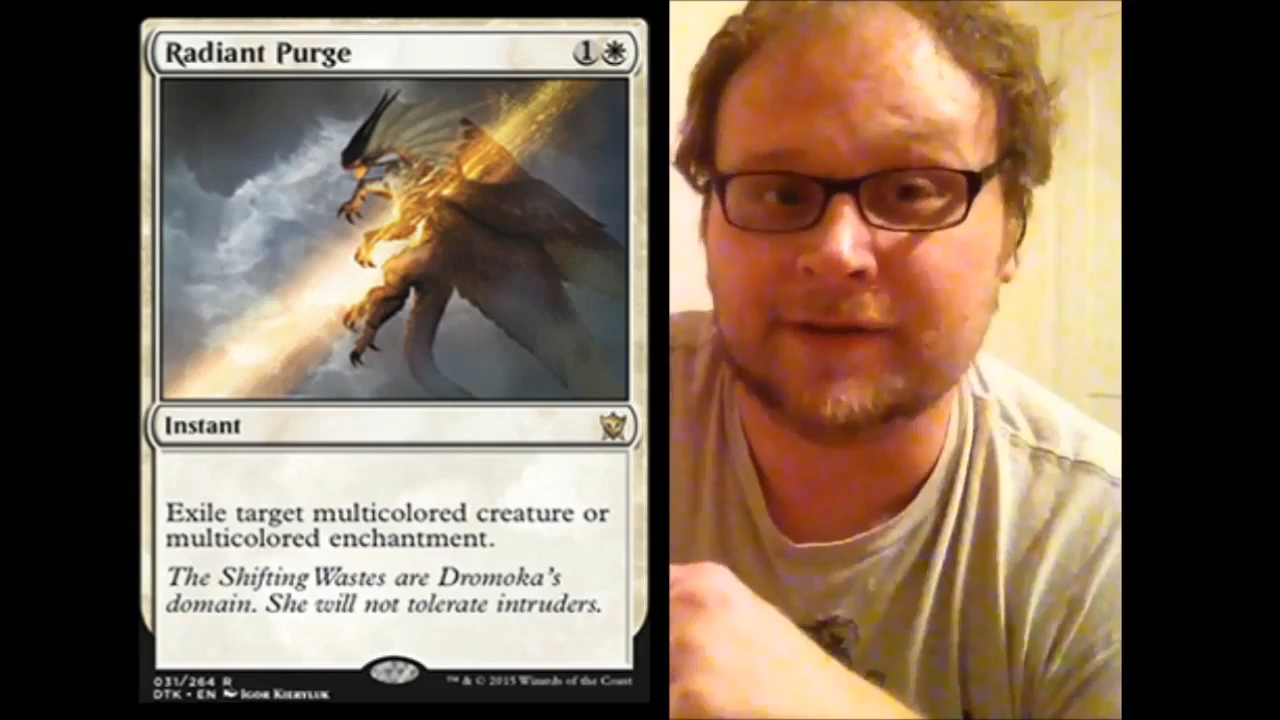 Radiant Purge 1
Instant
Exile target multicolored creature or
multicolored enchantment.
The Shifting Wastes are Dromoka's
domain. She will not tolerate intruders.
031/264 R
DTK • EN Igor Kieryluk
™ & © 2015 Wizards of the Coast